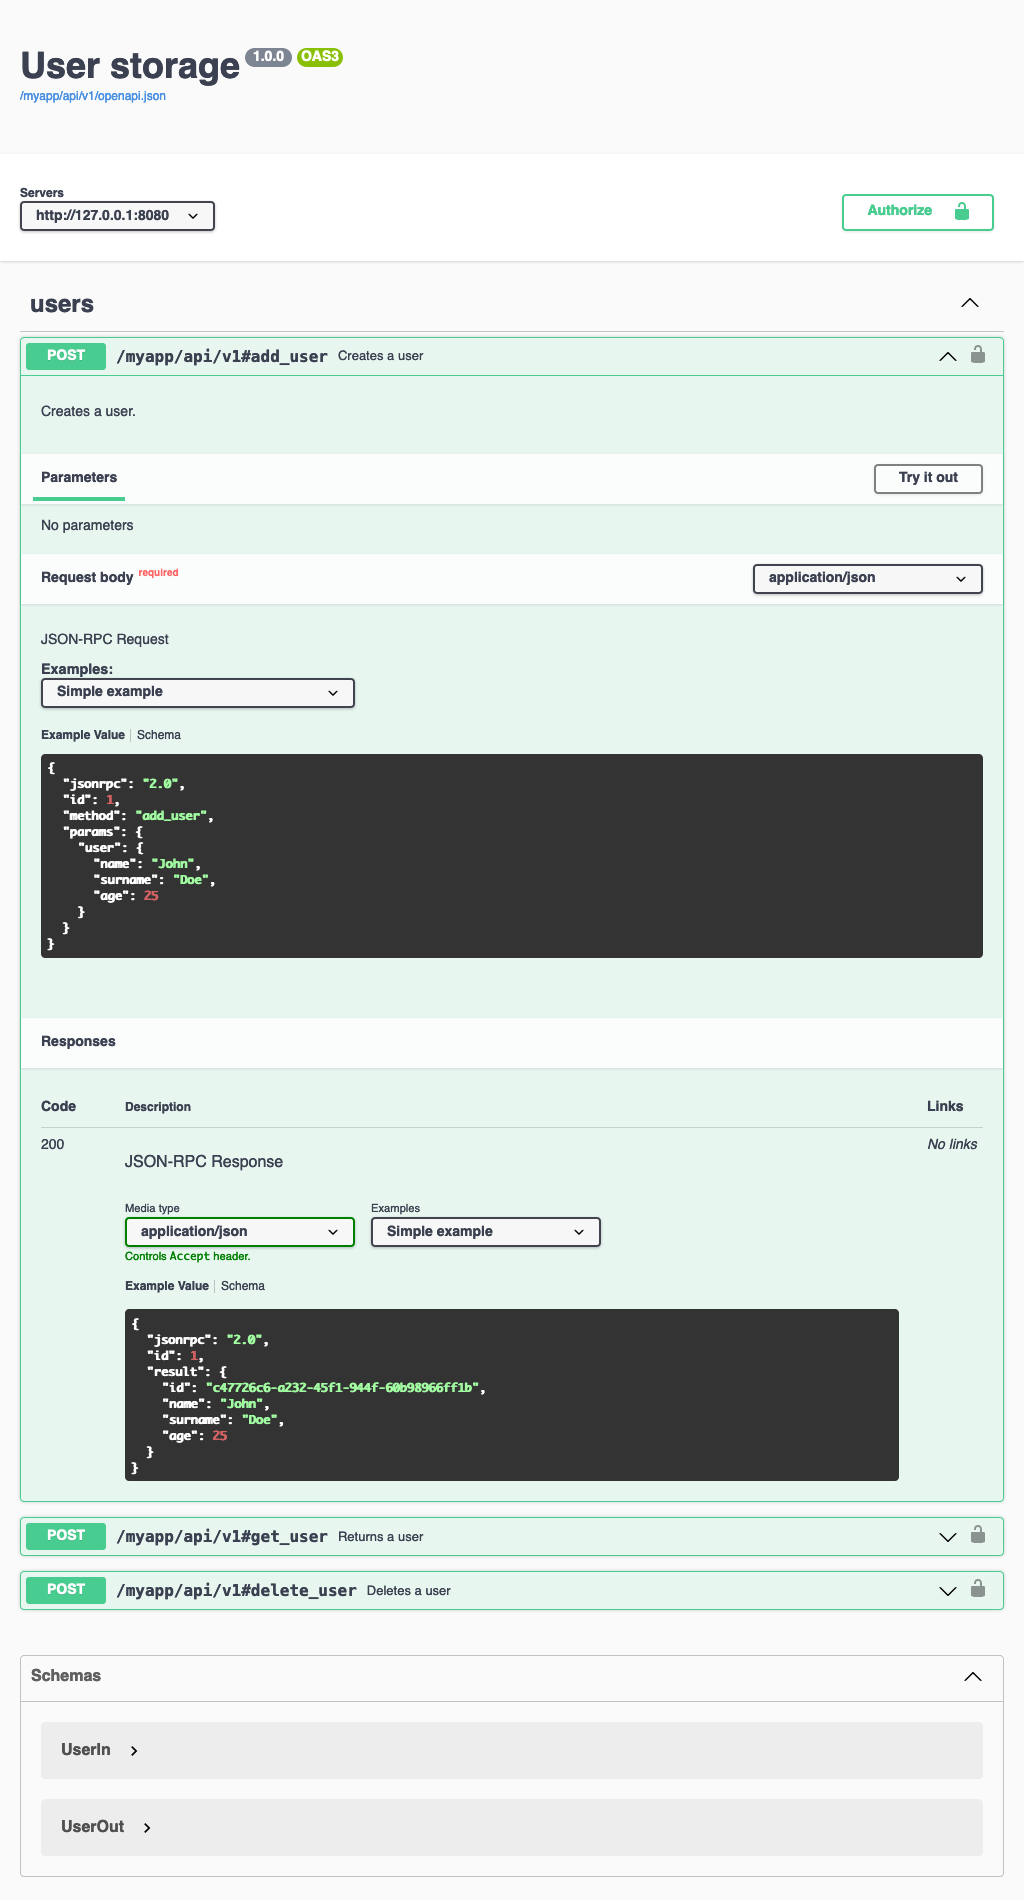 User storage 1.0.0 OAS3
/myapp/api/v1/openapi.json
Servers
http://127.0.0.1:8080
Authorize
users
POST /myapp/api/v1#add_user Creates a user
Creates a user.
Parameters
Try it out
No parameters
Request body required
application/json
JSON-RPC Request
Examples:
Simple example
Example Value Schema
{
  "jsonrpc": "2.0",
  "id": 1,
  "method": "add_user",
  "params": {
    "user": {
      "name": "John",
      "surname": "Doe",
      "age": 25
    }
  }
}
Responses
Code Description Links
200 No links
JSON-RPC Response
Media type Examples
application/json Simple example
Controls Accept header.
Example Value Schema
{
  "jsonrpc": "2.0",
  "id": 1,
  "result": {
    "id": "c47726c6-a232-45f1-944f-60b98966ff1b",
    "name": "John",
    "surname": "Doe",
    "age": 25
  }
}
POST /myapp/api/v1#get_user Returns a user
POST /myapp/api/v1#delete_user Deletes a user
Schemas
UserIn
UserOut